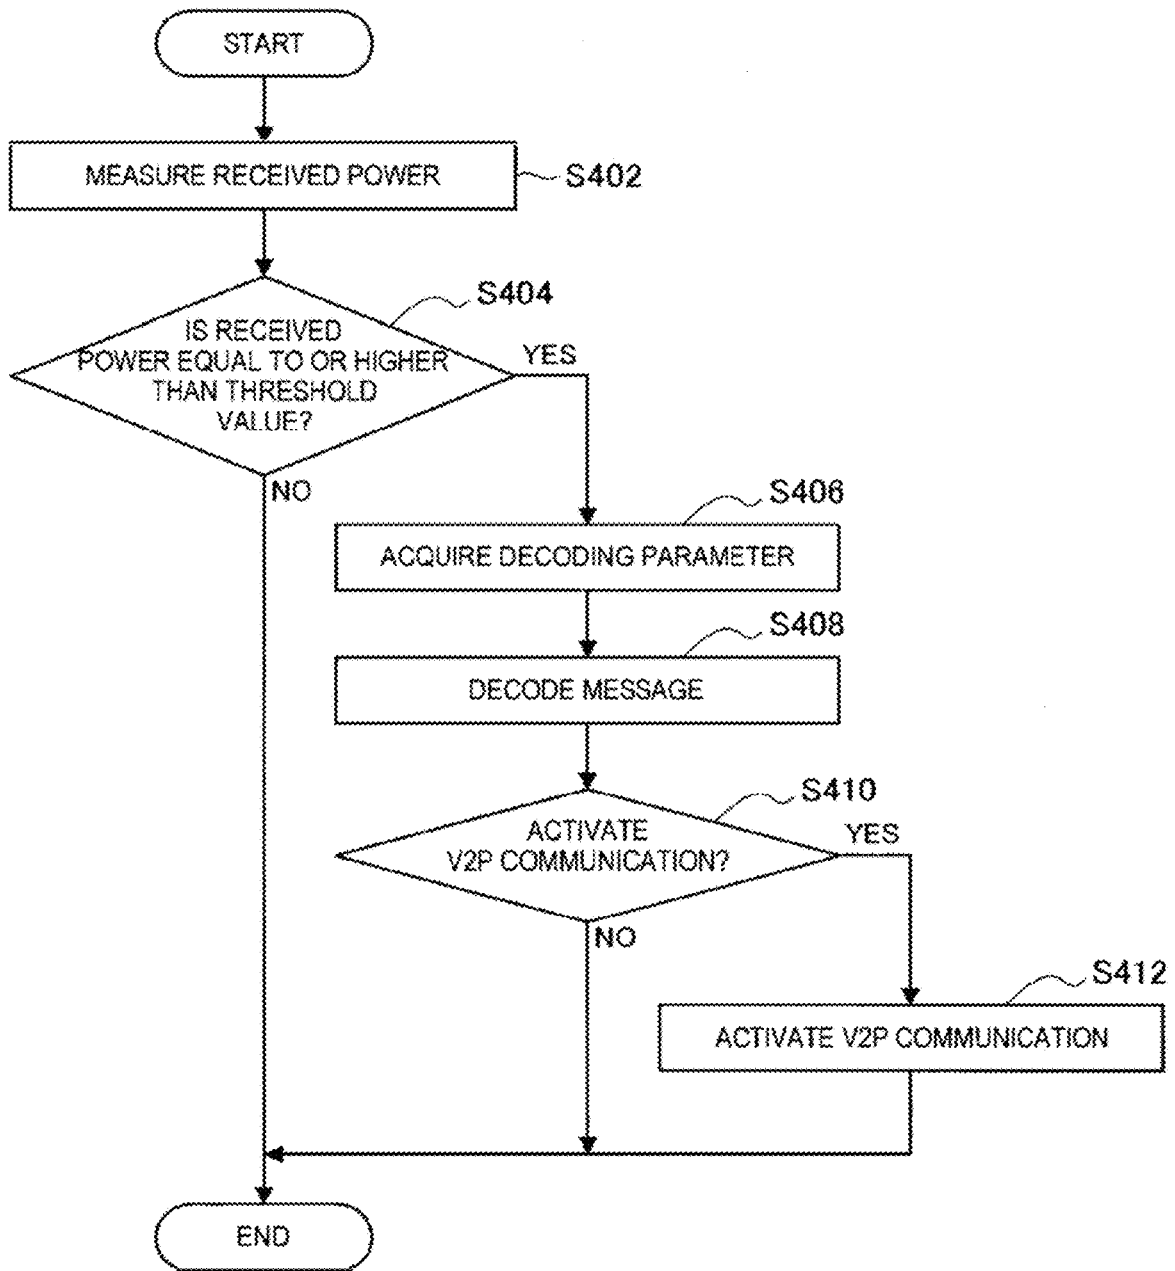 START
MEASURE RECEIVED POWER
S402
S404
IS RECEIVED
POWER EQUAL TO OR HIGHER
THAN THRESHOLD
VALUE?
YES
NO
S406
ACQUIRE DECODING PARAMETER
S408
DECODE MESSAGE
S410
ACTIVATE
V2P COMMUNICATION?
YES
NO
S412
ACTIVATE V2P COMMUNICATION
END